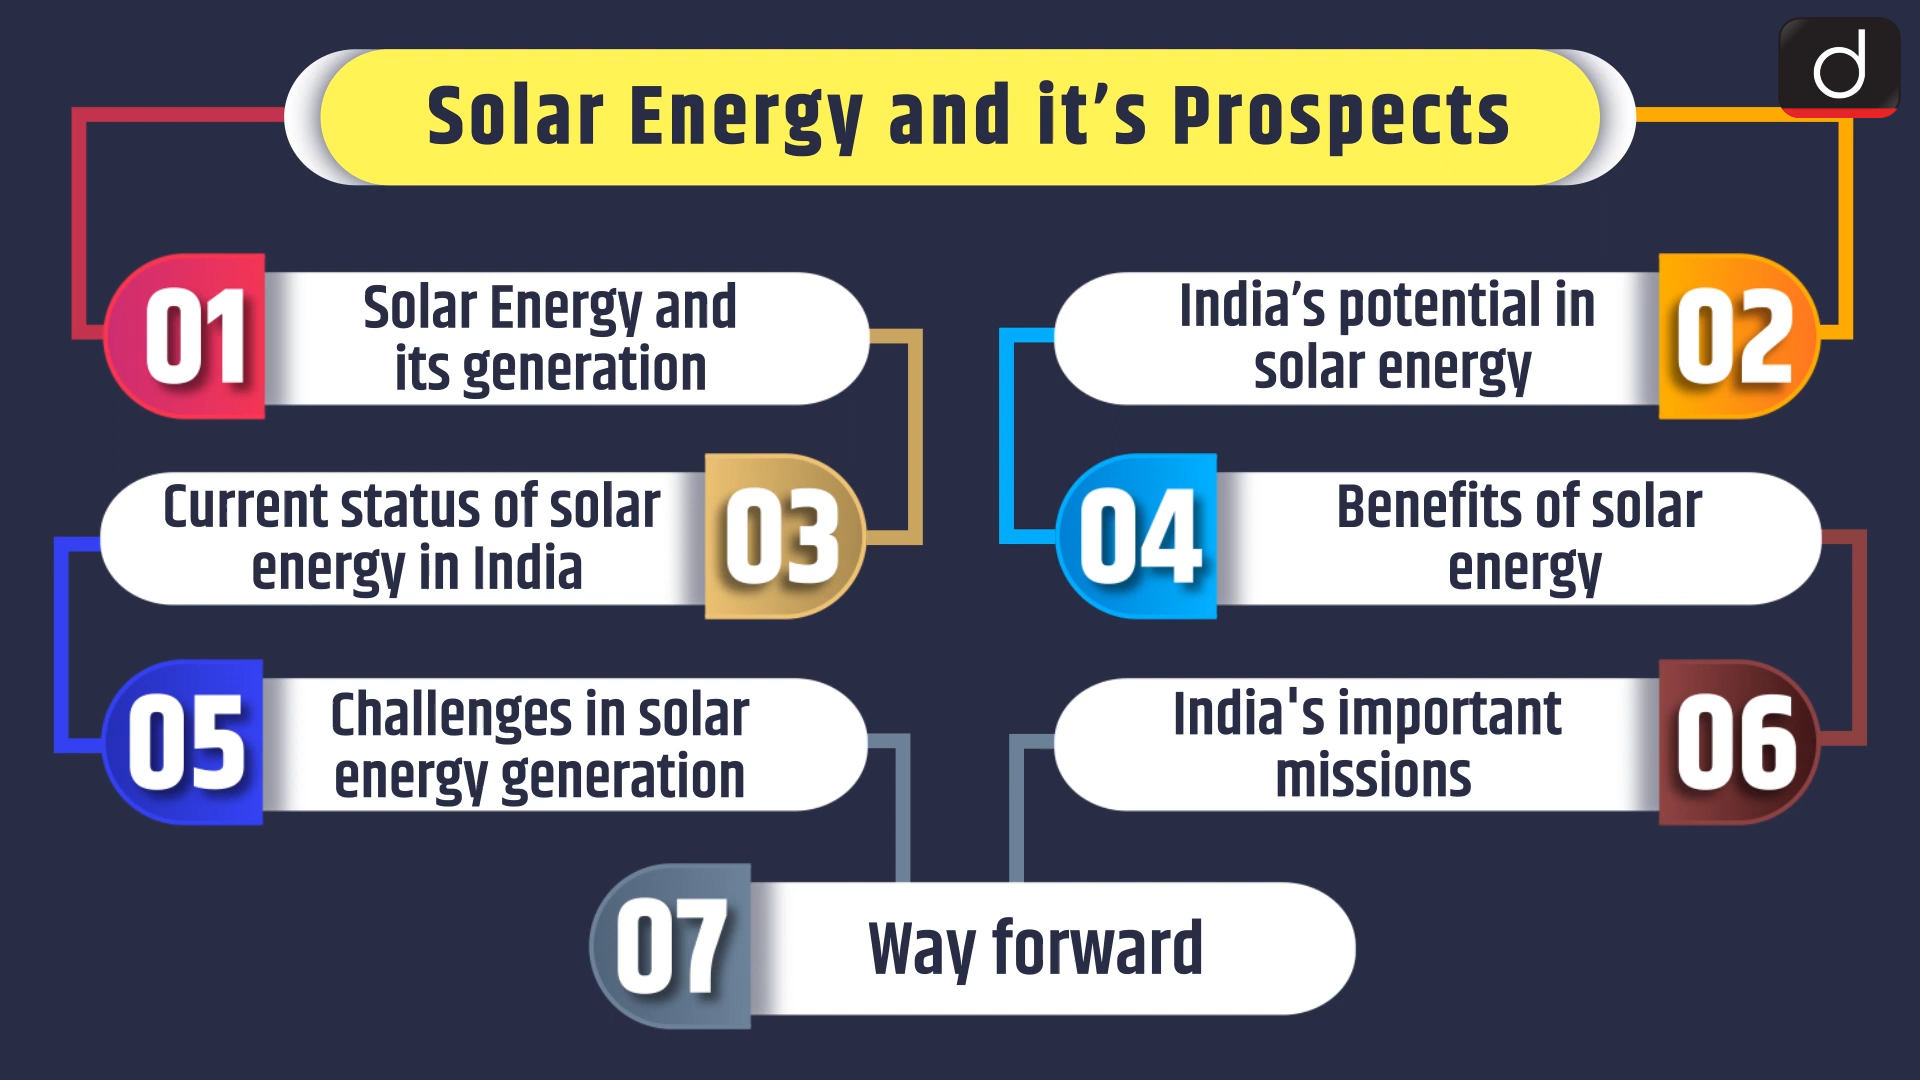 Solar Energy and it’s Prospects
01
Solar Energy and
its generation
India’s potential in
solar energy
02
Current status of solar
energy in India
03
04
Benefits of solar
energy
05
Challenges in solar
energy generation
India's important
missions
06
07
Way forward
d